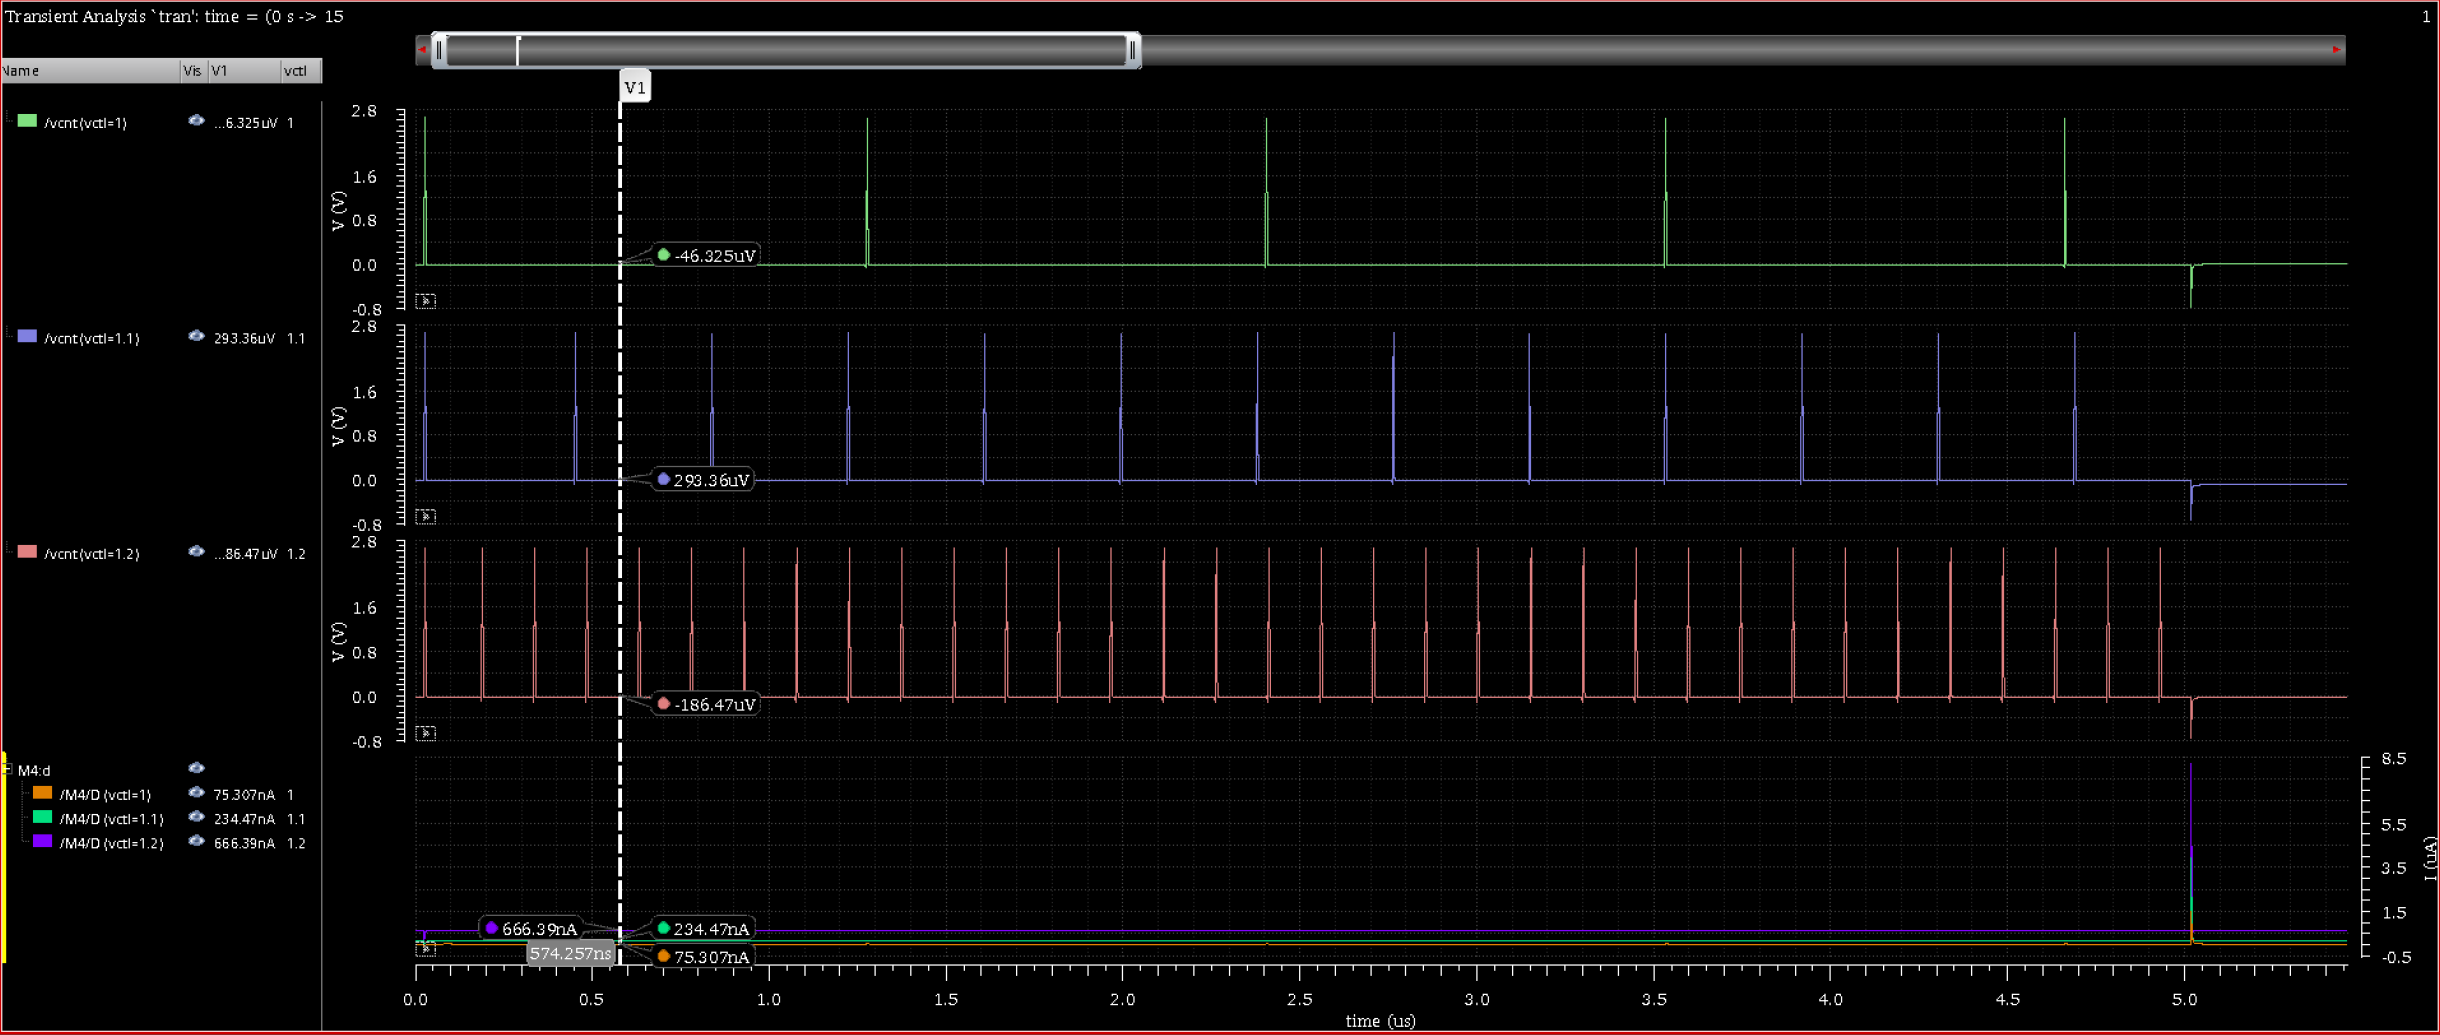 Transient Analysis `tran': time = (0 s -> 15
1
Name Vis V1 vctl
V1
/vcnt (vctl=1) ...6.325uV 1
2.8
1.6
0.8
0.0
-0.8
V (V)
-46.325uV
/vcnt (vctl=1.1) 293.36uV 1.1
2.8
1.6
0.8
0.0
-0.8
V (V)
293.36uV
/vcnt (vctl=1.2) ...86.47uV 1.2
2.8
1.6
0.8
0.0
-0.8
V (V)
-186.47uV
M4:d
/M4/D (vctl=1) 75.307nA 1
/M4/D (vctl=1.1) 234.47nA 1.1
/M4/D (vctl=1.2) 666.39nA 1.2
8.5
5.5
3.5
1.5
-0.5
I (uA)
666.39nA 234.47nA
574.257ns 75.307nA
0.0 0.5 1.0 1.5 2.0 2.5 3.0 3.5 4.0 4.5 5.0
time (us)